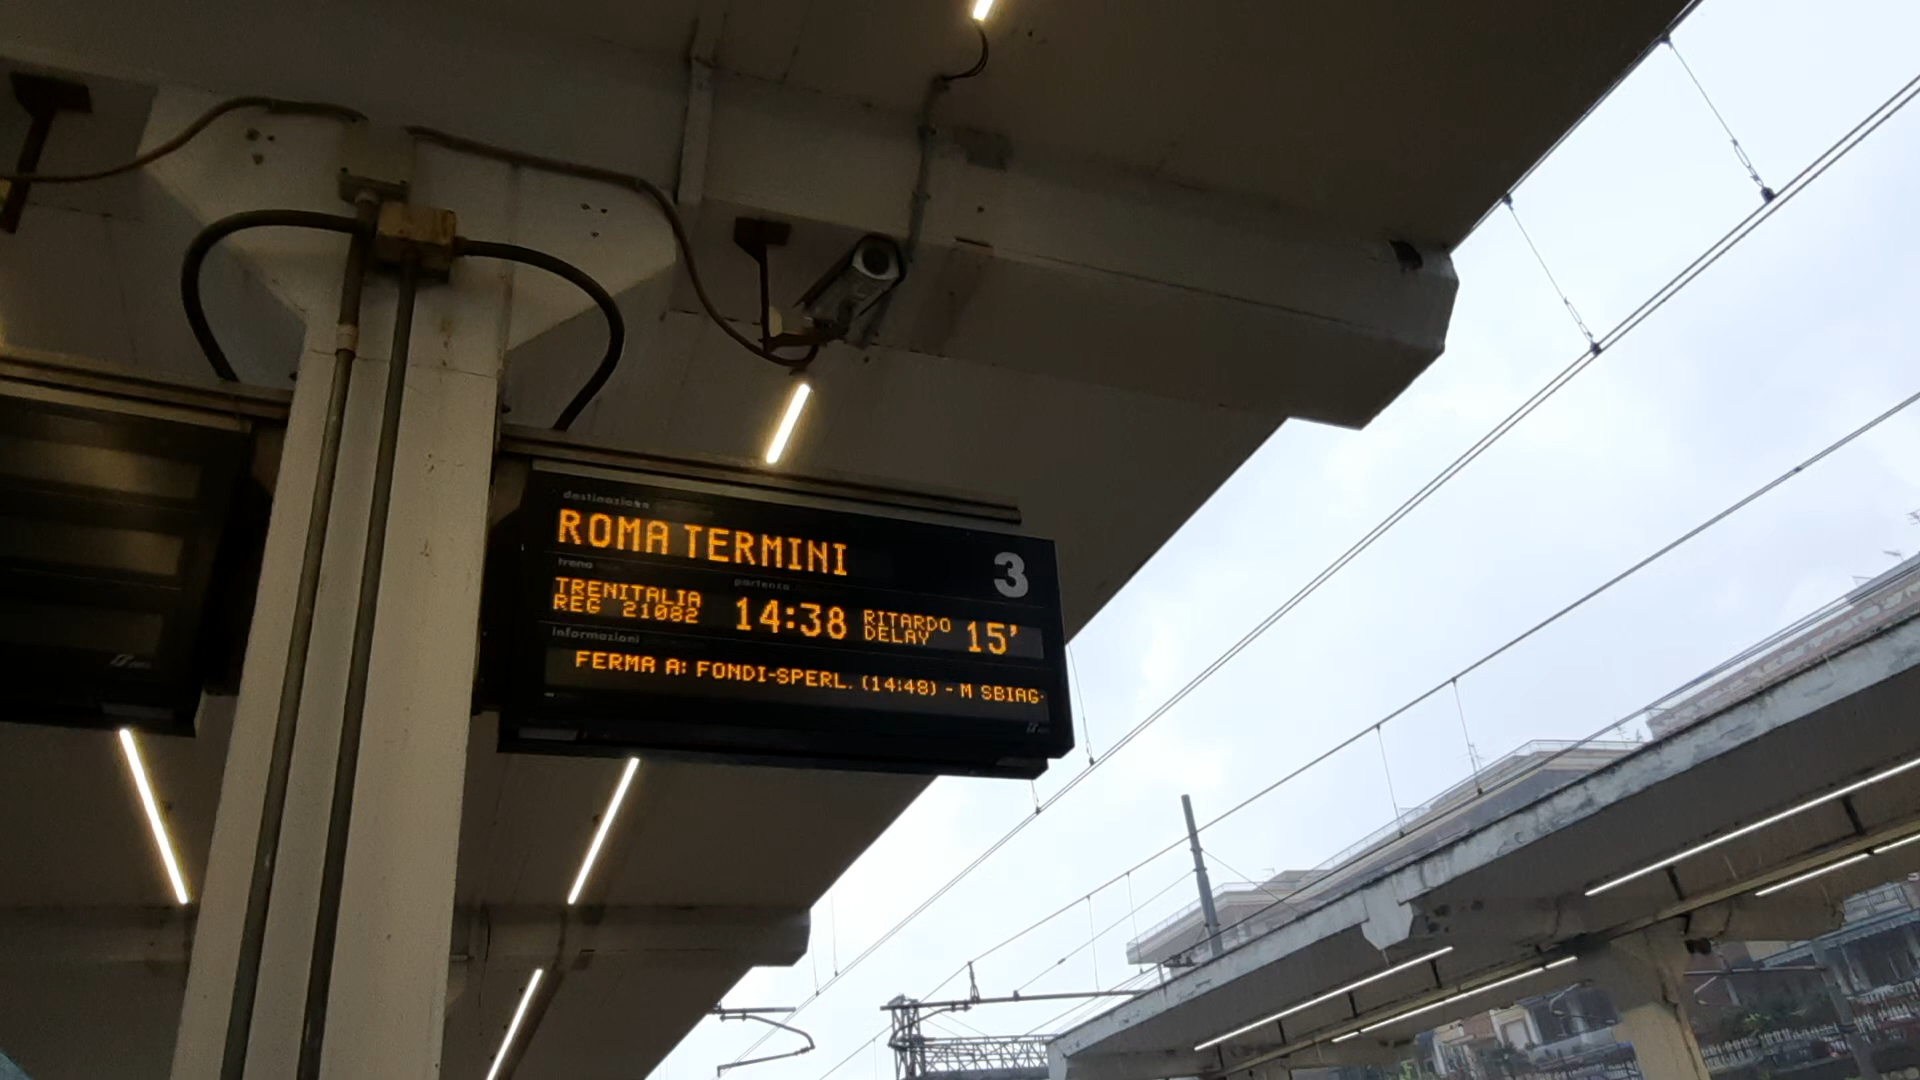 destinazione
ROMA TERMINI
3
treno
partenza
TRENITALIA
REG 21082
14:38
RITARDO
DELAY
15'
Informazioni
FERMA A: FONDI-SPERL. (14:48) - M SBIAG